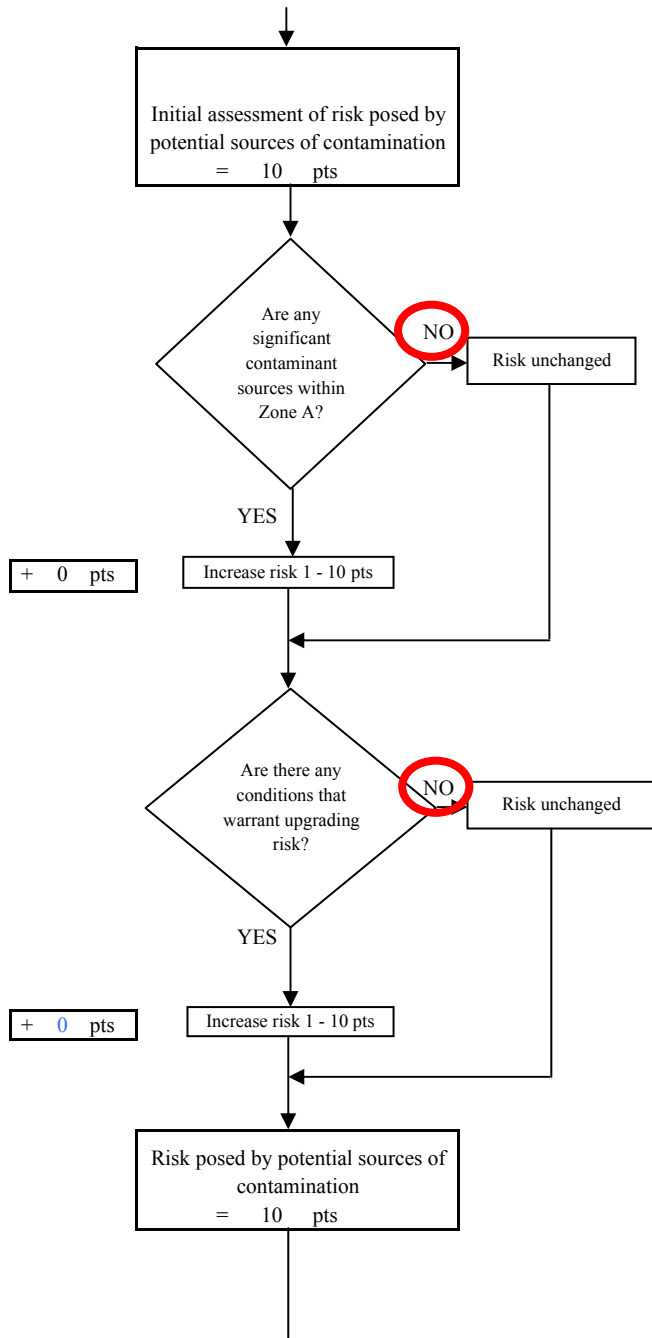 Initial assessment of risk posed by
potential sources of contamination
= 10 pts
Are any
significant
contaminant
sources within
Zone A?
NO
Risk unchanged
YES
+ 0 pts
Increase risk 1 - 10 pts
Are there any
conditions that
warrant upgrading
risk?
NO
Risk unchanged
YES
+ 0 pts
Increase risk 1 - 10 pts
Risk posed by potential sources of
contamination
= 10 pts